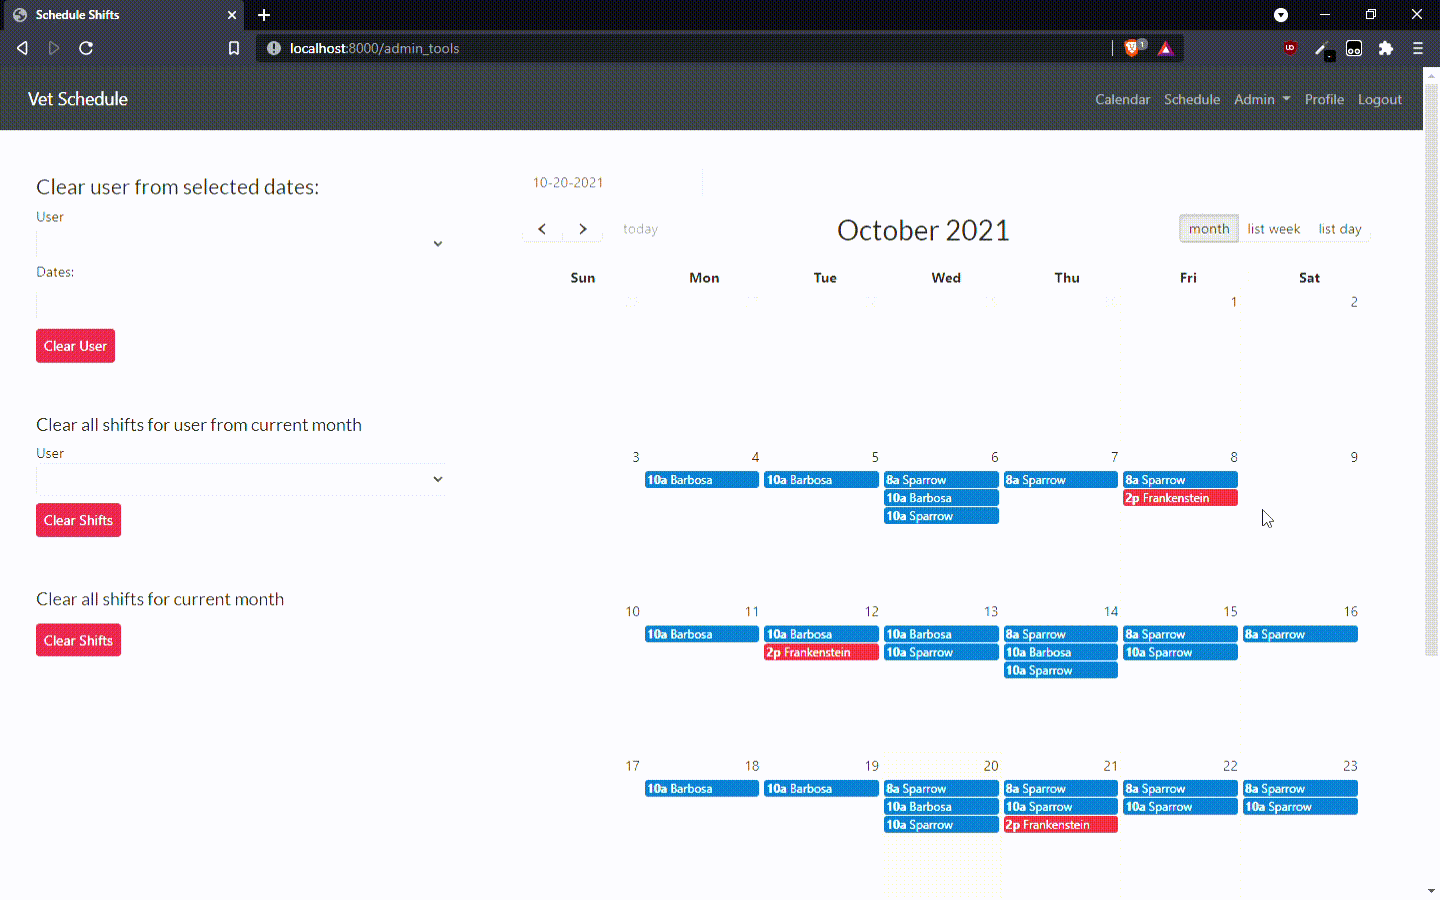 Schedule Shifts
localhost:8000/admin_tools
1
Vet Schedule
Calendar Schedule Admin Profile Logout
Clear user from selected dates:
User
Dates:
Clear User
Clear all shifts for user from current month
User
Clear Shifts
Clear all shifts for current month
Clear Shifts
10-20-2021
today
October 2021
month list week list day
Sun Mon Tue Wed Thu Fri Sat
1 2
3 4 5 6 7 8 9
10a Barbosa 10a Barbosa 8a Sparrow 8a Sparrow 8a Sparrow
10a Barbosa 2p Frankenstein
10a Sparrow
10 11 12 13 14 15 16
10a Barbosa 10a Barbosa 10a Barbosa 8a Sparrow 8a Sparrow 8a Sparrow
2p Frankenstein 10a Sparrow 10a Barbosa 10a Sparrow
10a Sparrow
17 18 19 20 21 22 23
10a Barbosa 10a Barbosa 8a Sparrow 8a Sparrow 8a Sparrow 8a Sparrow
10a Barbosa 10a Sparrow 10a Sparrow 10a Sparrow
10a Sparrow 2p Frankenstein